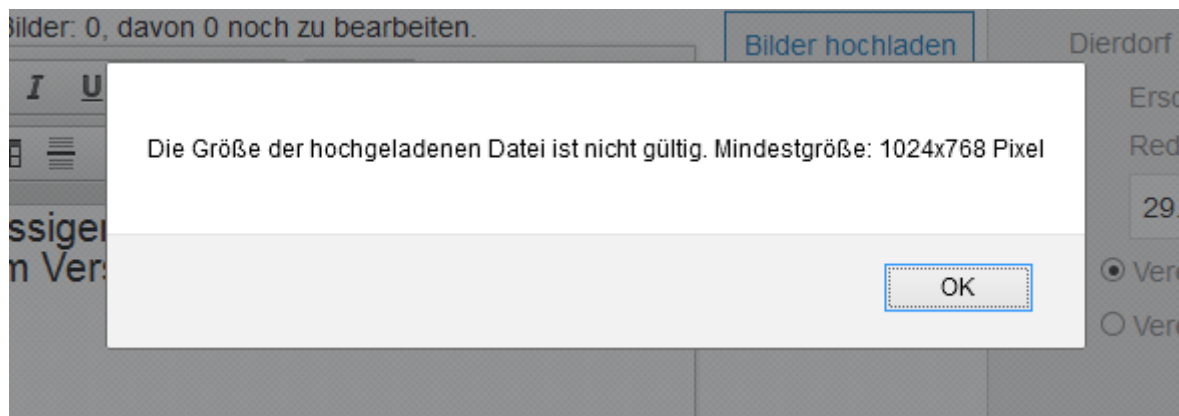 Bilder: 0, davon 0 noch zu bearbeiten.
Bilder hochladen
Dierdorf
I U
Die Größe der hochgeladenen Datei ist nicht gültig. Mindestgröße: 1024x768 Pixel
29.
OK